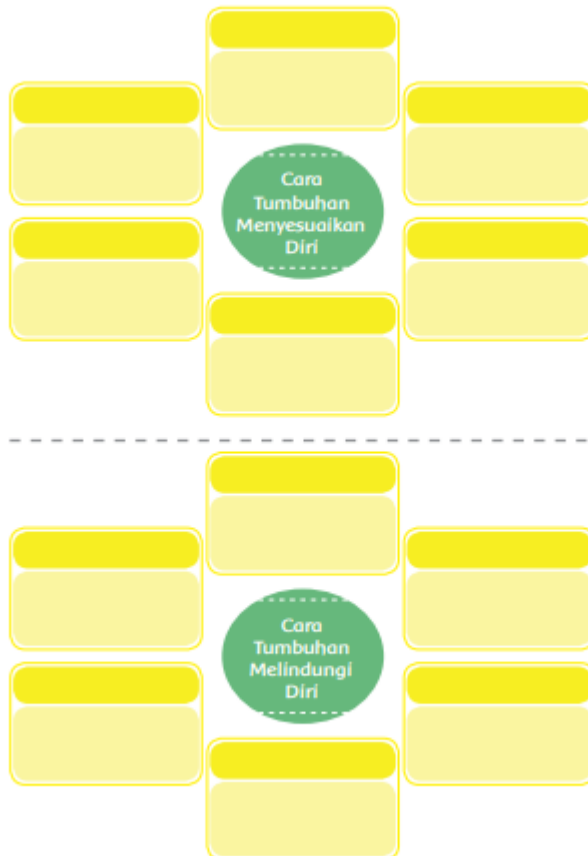 Cara
Tumbuhan
Menyesuaikan
Diri
Cara
Tumbuhan
Melindungi
Diri